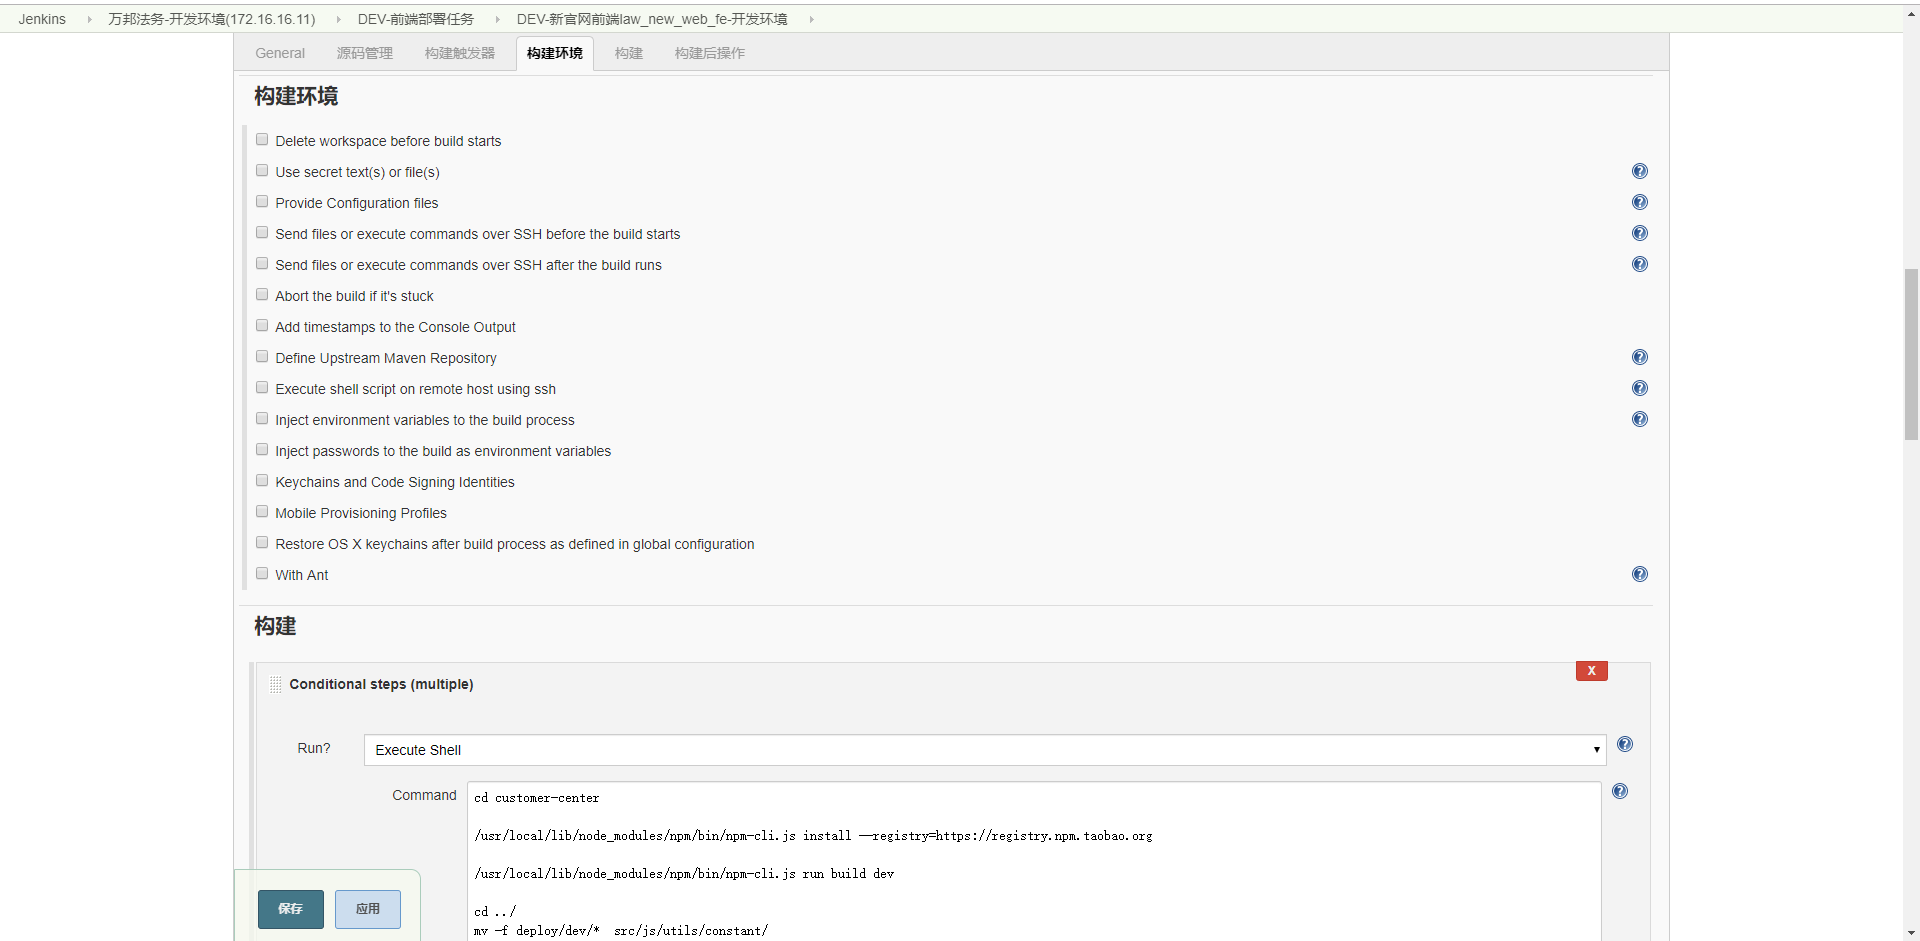 Jenkins 万邦法务-开发环境(172.16.16.11) DEV-前端部署任务 DEV-新官网前端law_new_web_fe-开发环境
General 源码管理 构建触发器 构建环境 构建 构建后操作
构建环境
Delete workspace before build starts
Use secret text(s) or file(s)
Provide Configuration files
Send files or execute commands over SSH before the build starts
Send files or execute commands over SSH after the build runs
Abort the build if it's stuck
Add timestamps to the Console Output
Define Upstream Maven Repository
Execute shell script on remote host using ssh
Inject environment variables to the build process
Inject passwords to the build as environment variables
Keychains and Code Signing Identities
Mobile Provisioning Profiles
Restore OS X keychains after build process as defined in global configuration
With Ant
构建
X
Conditional steps (multiple)
Run? Execute Shell
Command cd customer-center
/usr/local/lib/node_modules/npm/bin/npm-cli.js install --registry=https://registry.npm.taobao.org
/usr/local/lib/node_modules/npm/bin/npm-cli.js run build dev
cd ../
mv -f deploy/dev/*  src/js/utils/constant/
保存 应用